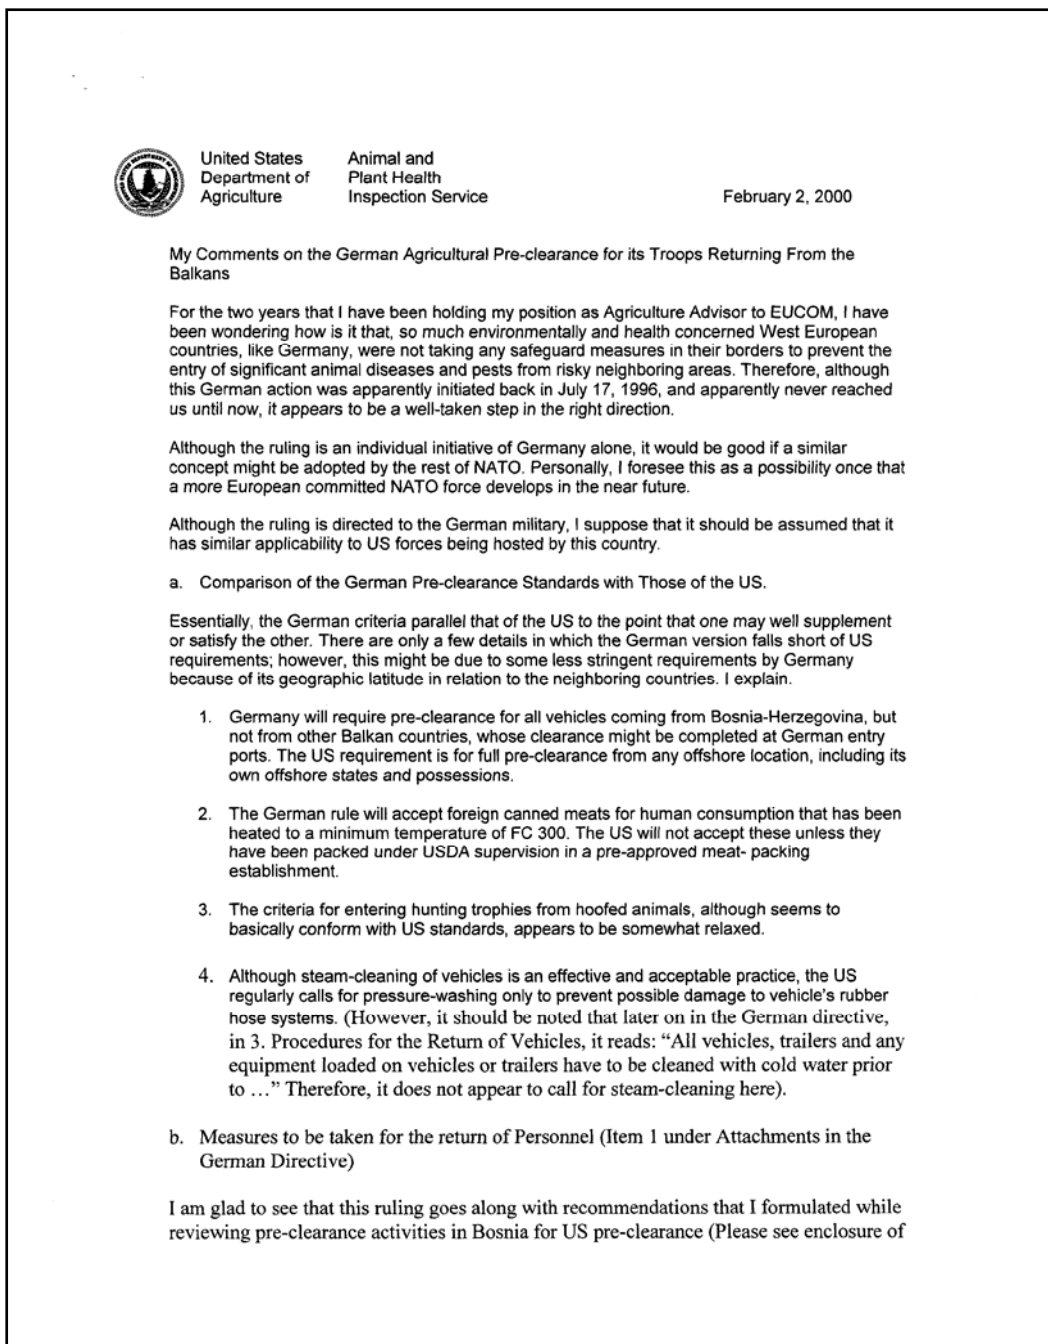 United States Department of Agriculture
Animal and Plant Health Inspection Service
February 2, 2000
My Comments on the German Agricultural Pre-clearance for its Troops Returning From the
Balkans
For the two years that I have been holding my position as Agriculture Advisor to EUCOM, I have
been wondering how is it that, so much environmentally and health concerned West European
countries, like Germany, were not taking any safeguard measures in their borders to prevent the
entry of significant animal diseases and pests from risky neighboring areas. Therefore, although
this German action was apparently initiated back in July 17, 1996, and apparently never reached
us until now, it appears to be a well-taken step in the right direction.
Although the ruling is an individual initiative of Germany alone, it would be good if a similar
concept might be adopted by the rest of NATO. Personally, I foresee this as a possibility once that
a more European committed NATO force develops in the near future.
Although the ruling is directed to the German military, I suppose that it should be assumed that it
has similar applicability to US forces being hosted by this country.
a. Comparison of the German Pre-clearance Standards with Those of the US.
Essentially, the German criteria parallel that of the US to the point that one may well supplement
or satisfy the other. There are only a few details in which the German version falls short of US
requirements; however, this might be due to some less stringent requirements by Germany
because of its geographic latitude in relation to the neighboring countries. I explain.
1. Germany will require pre-clearance for all vehicles coming from Bosnia-Herzegovina, but
not from other Balkan countries, whose clearance might be completed at German entry
ports. The US requirement is for full pre-clearance from any offshore location, including its
own offshore states and possessions.
2. The German rule will accept foreign canned meats for human consumption that has been
heated to a minimum temperature of FC 300. The US will not accept these unless they
have been packed under USDA supervision in a pre-approved meat- packing
establishment.
3. The criteria for entering hunting trophies from hoofed animals, although seems to
basically conform with US standards, appears to be somewhat relaxed.
4. Although steam-cleaning of vehicles is an effective and acceptable practice, the US
regularly calls for pressure-washing only to prevent possible damage to vehicle's rubber
hose systems. (However, it should be noted that later on in the German directive,
in 3. Procedures for the Return of Vehicles, it reads: “All vehicles, trailers and any
equipment loaded on vehicles or trailers have to be cleaned with cold water prior
to …” Therefore, it does not appear to call for steam-cleaning here).
b. Measures to be taken for the return of Personnel (Item 1 under Attachments in the
German Directive)
I am glad to see that this ruling goes along with recommendations that I formulated while
reviewing pre-clearance activities in Bosnia for US pre-clearance (Please see enclosure of